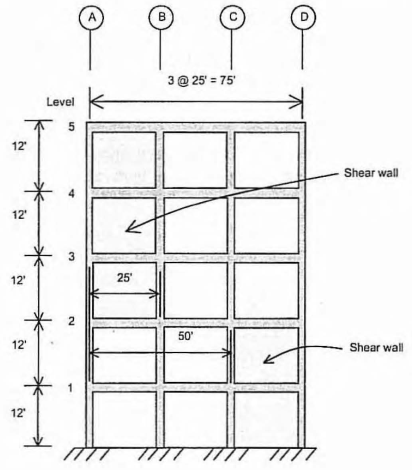 A B C D
3 @ 25' = 75'
Level
5
12'
Shear wall
4
12'
3
25'
12'
2
50'
12'
Shear wall
1
12'